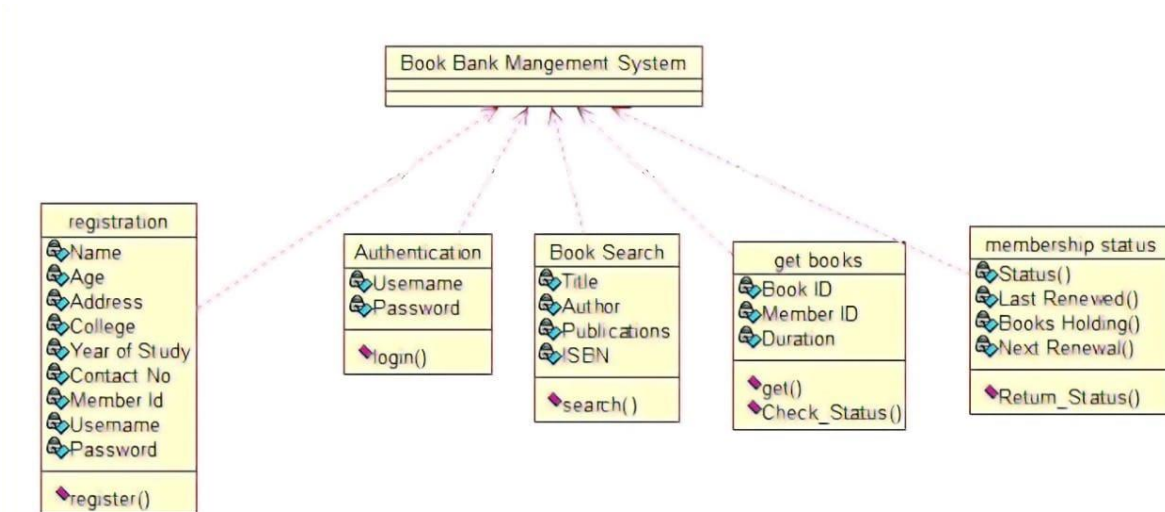 Book Bank Mangement System
registration
Name
Age
Address
College
Year of Study
Contact No
Member Id
Username
Password
register()
Authentication
Username
Password
login()
Book Search
Title
Author
Publications
ISBN
search()
get books
Book ID
Member ID
Duration
get()
Check_Status()
membership status
Status()
Last Renewed()
Books Holding()
Next Renewal()
Return_Status()